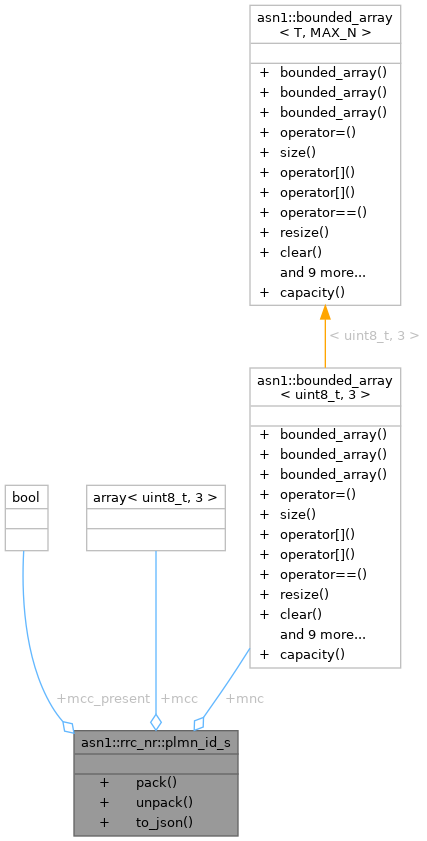 asn1::bounded_array
< T, MAX_N >
+ bounded_array()
+ bounded_array()
+ bounded_array()
+ operator=()
+ size()
+ operator[]()
+ operator[]()
+ operator==()
+ resize()
+ clear()
and 9 more...
+ capacity()
< uint8_t, 3 >
asn1::bounded_array
< uint8_t, 3 >
+ bounded_array()
+ bounded_array()
+ bounded_array()
+ operator=()
+ size()
+ operator[]()
+ operator[]()
+ operator==()
+ resize()
+ clear()
and 9 more...
+ capacity()
bool
array< uint8_t, 3 >
+mcc_present
+mcc
+mnc
asn1::rrc_nr::plmn_id_s
+ pack()
+ unpack()
+ to_json()